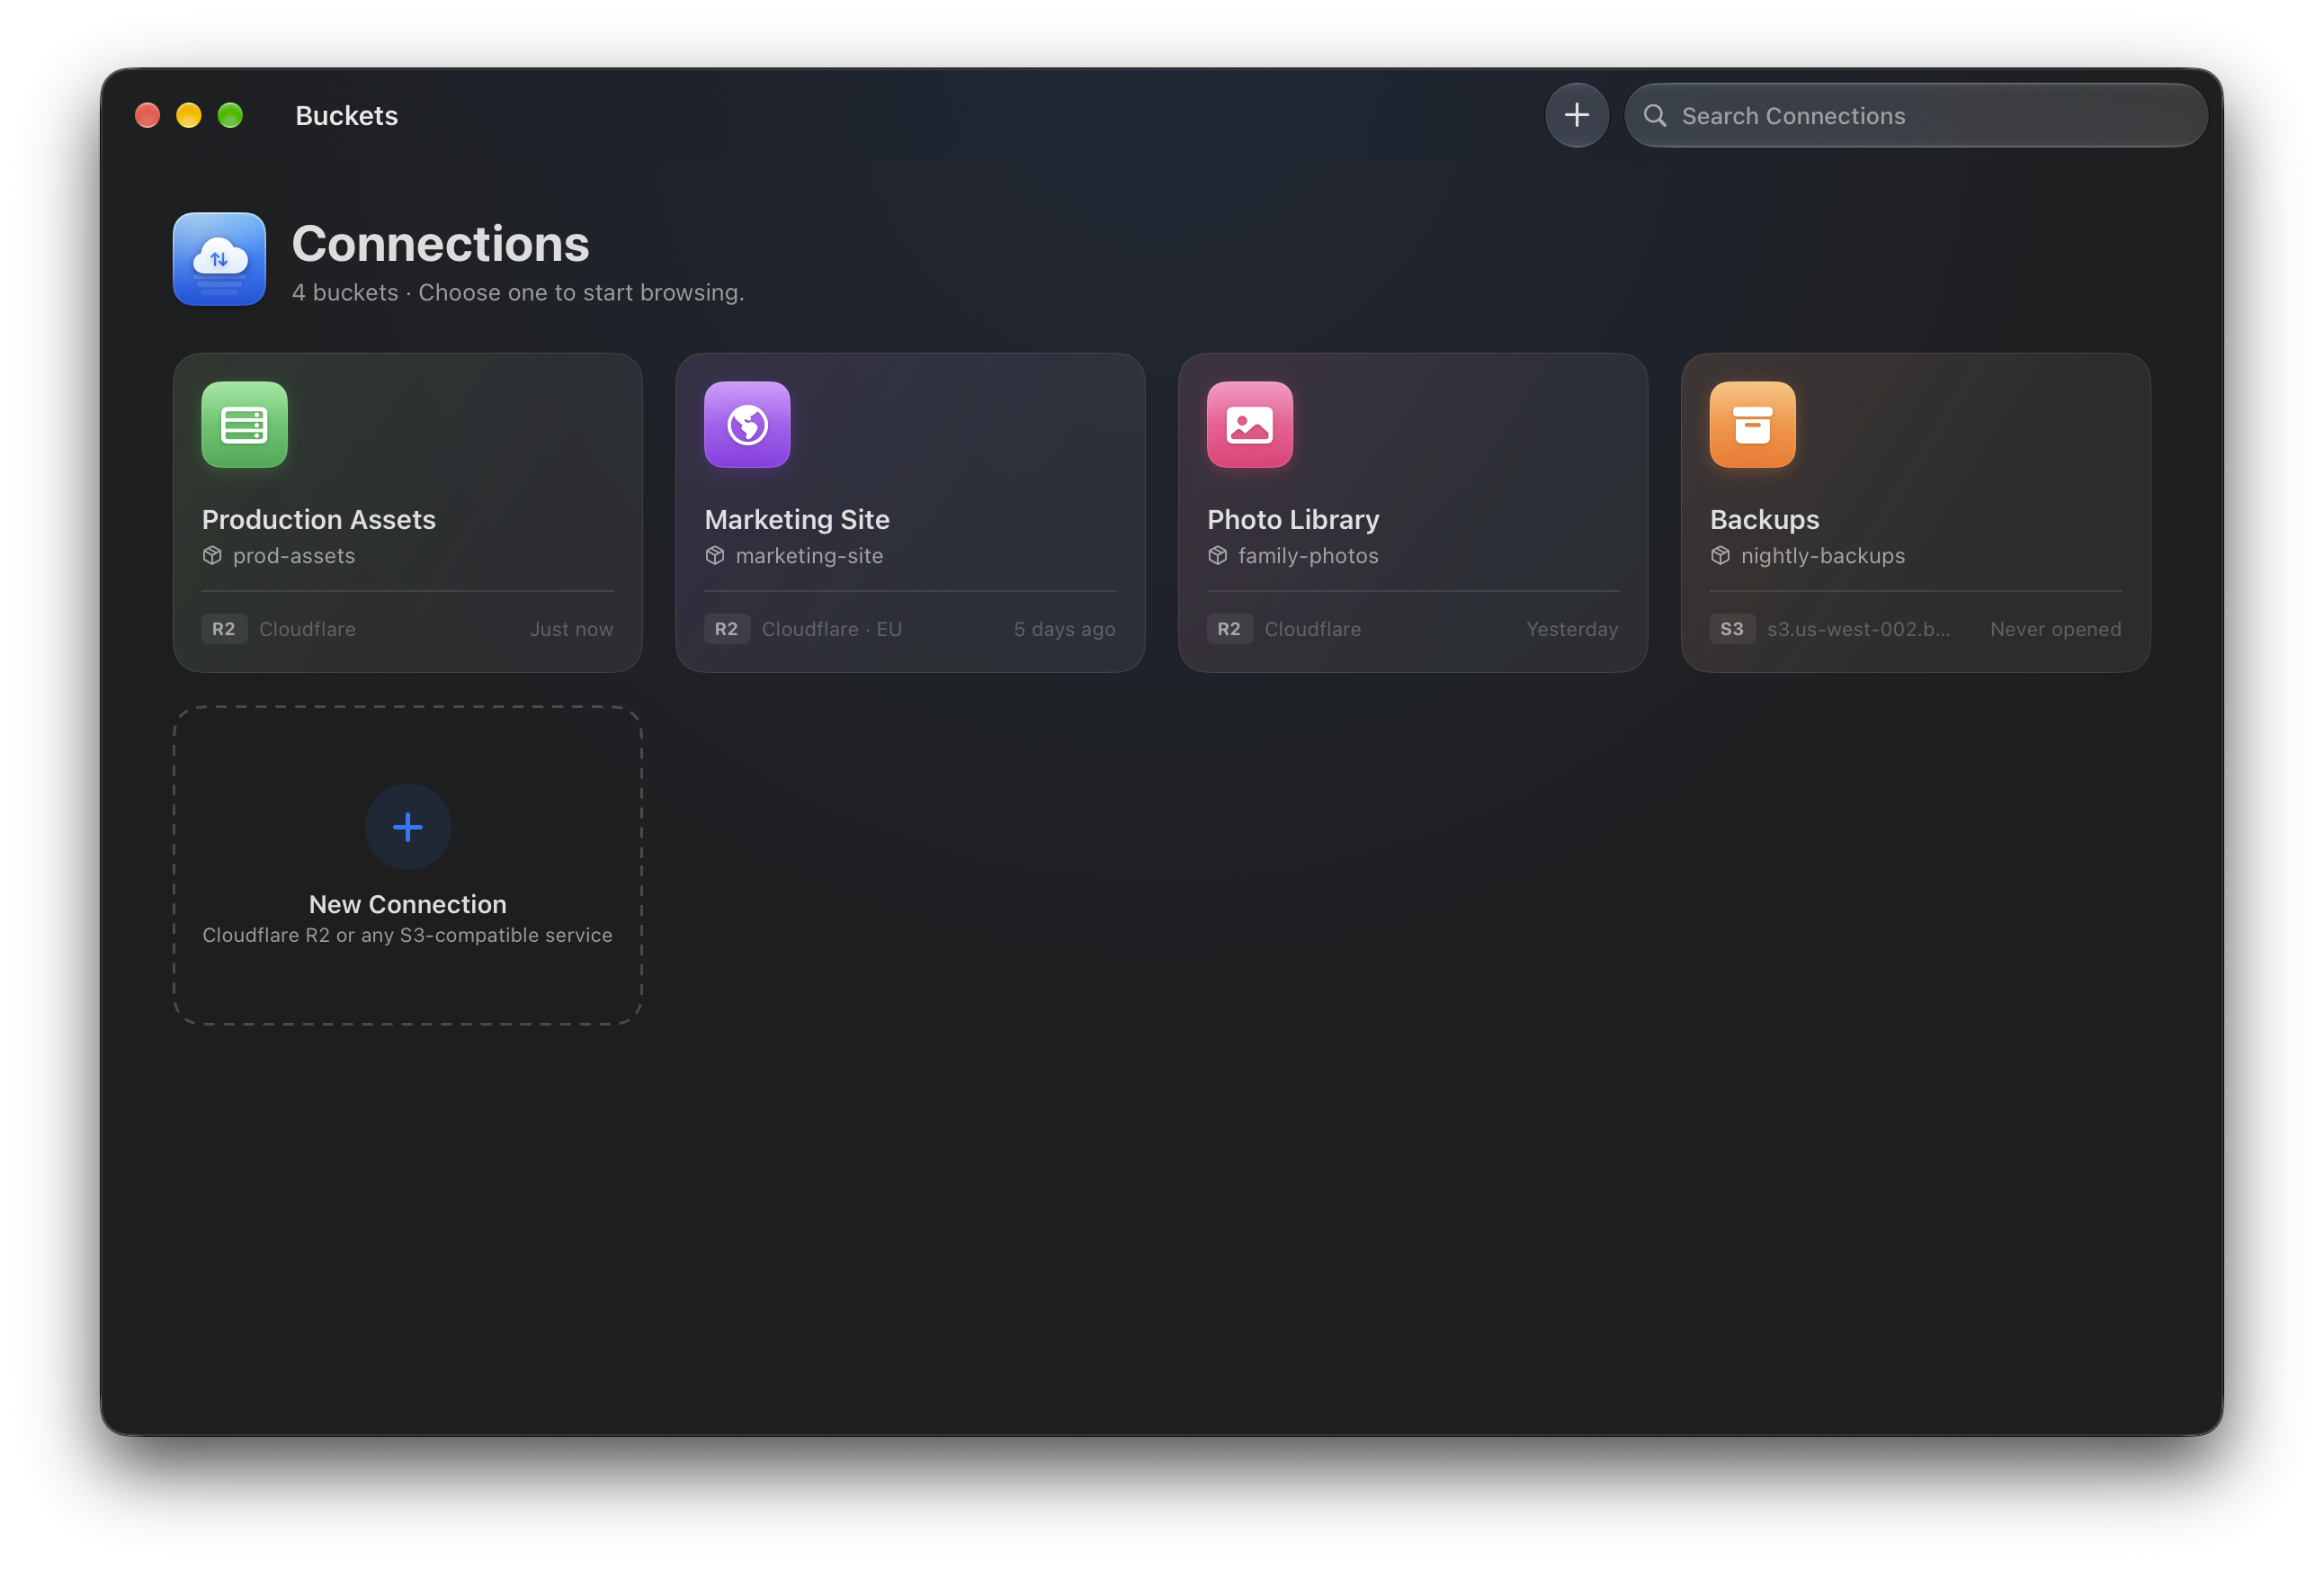 Buckets
Search Connections
Connections
4 buckets · Choose one to start browsing.
Production Assets
prod-assets
R2 Cloudflare Just now
Marketing Site
marketing-site
R2 Cloudflare · EU 5 days ago
Photo Library
family-photos
R2 Cloudflare Yesterday
Backups
nightly-backups
S3 s3.us-west-002.b... Never opened
New Connection
Cloudflare R2 or any S3-compatible service